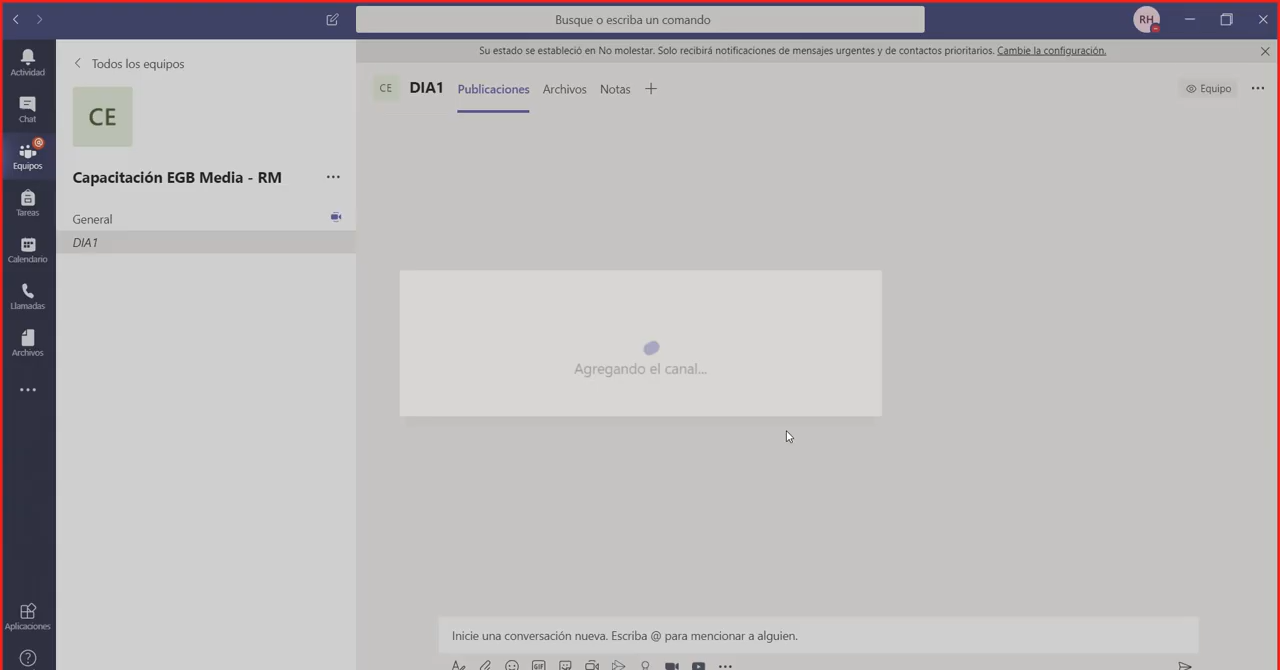 Busque o escriba un comando
RH
Su estado se estableció en No molestar. Solo recibirá notificaciones de mensajes urgentes y de contactos prioritarios. Cambie la configuración.
Actividad
Chat
Equipos
Tareas
Calendario
Llamadas
Archivos
Aplicaciones
Todos los equipos
CE
Capacitación EGB Media - RM
General
DIA1
CE DIA1 Publicaciones Archivos Notas
Equipo
Agregando el canal...
Inicie una conversación nueva. Escriba @ para mencionar a alguien.
GIF